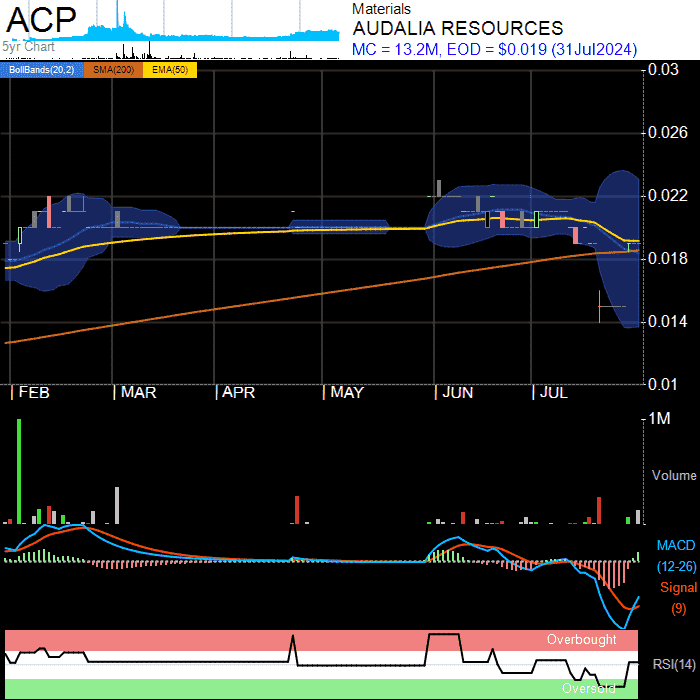 ACP
5yr Chart
Materials
AUDALIA RESOURCES
MC = 13.2M, EOD = $0.019 (31Jul2024)
BollBands(20,2) SMA(200) EMA(50)
0.03
0.026
0.022
0.018
0.014
0.01
FEB MAR APR MAY JUN JUL
1M
Volume
MACD
(12-26)
Signal
(9)
Overbought
RSI(14)
Oversold